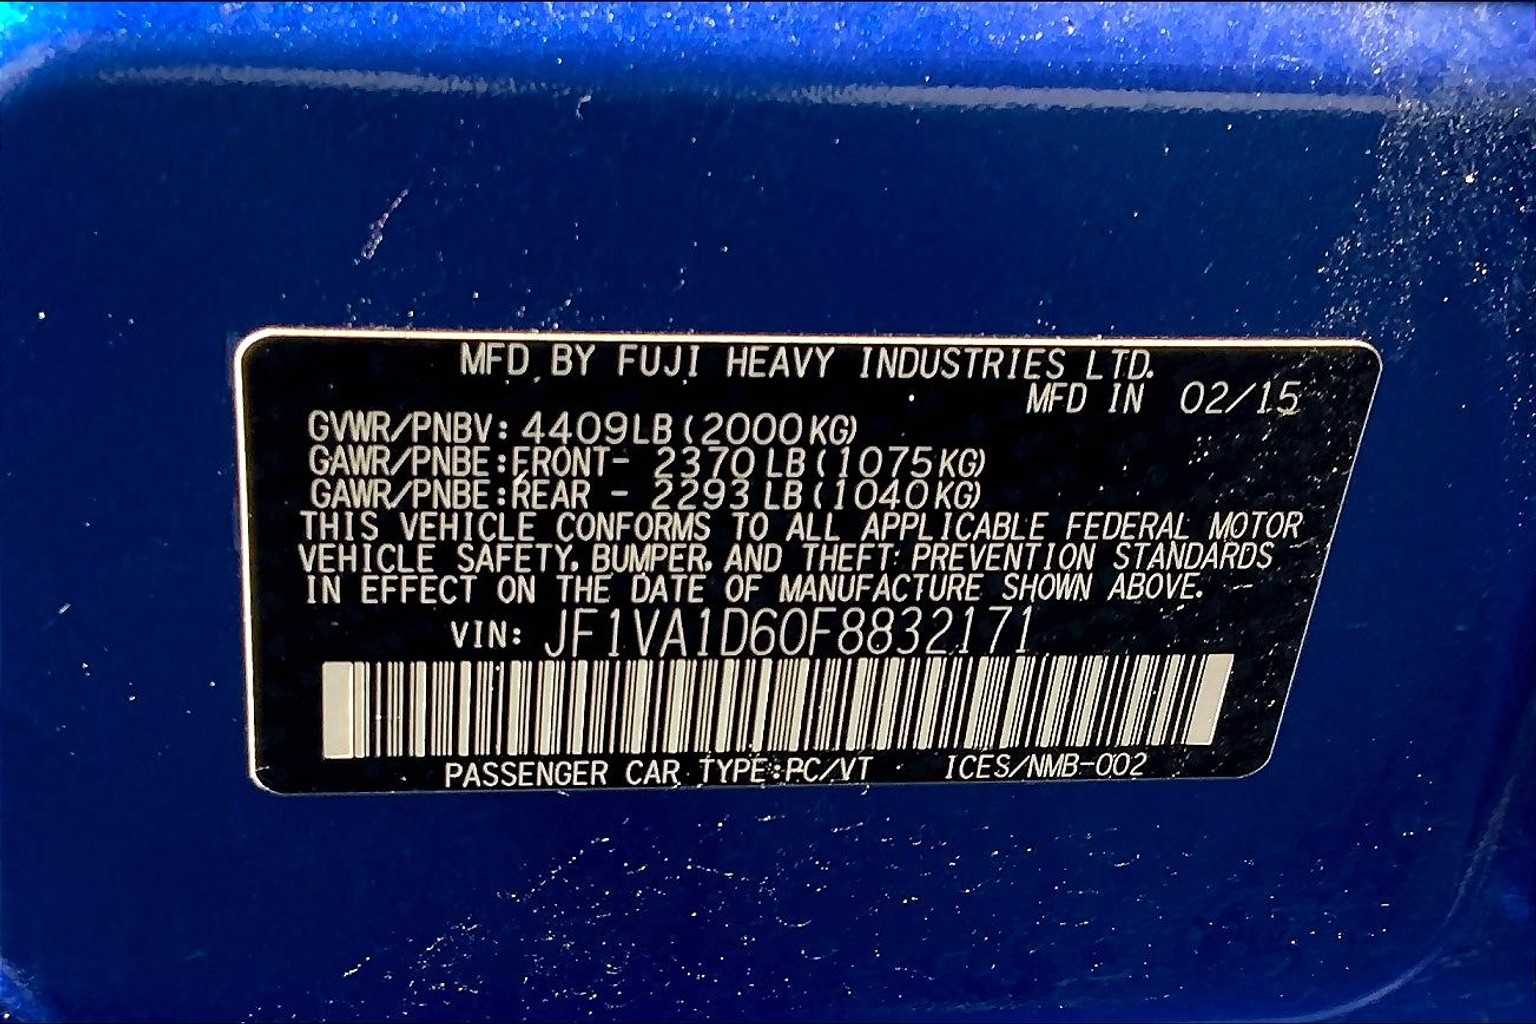 MFD. BY FUJI HEAVY INDUSTRIES LTD.
MFD IN 02/15
GVWR/PNBV: 4409LB(2000KG)
GAWR/PNBE:FRONT- 2370LB(1075KG)
GAWR/PNBE:REAR - 2293LB(1040KG)
THIS VEHICLE CONFORMS TO ALL APPLICABLE FEDERAL MOTOR
VEHICLE SAFETY, BUMPER, AND THEFT PREVENTION STANDARDS
IN EFFECT ON THE DATE OF MANUFACTURE SHOWN ABOVE.
VIN: JF1VA1D60F8832171
PASSENGER CAR TYPE:PC/VT ICES/NMB-002